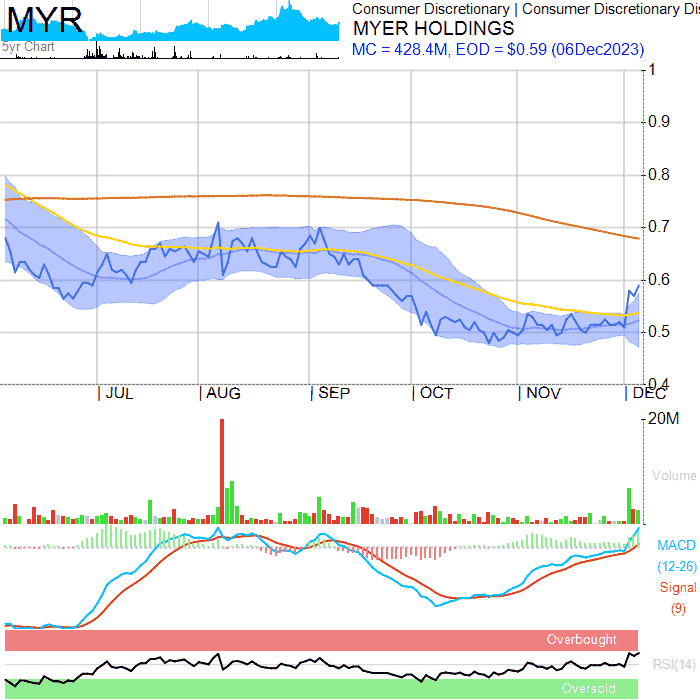 MYR
5yr Chart
Consumer Discretionary | Consumer Discretionary Dis
MYER HOLDINGS
MC = 428.4M, EOD = $0.59 (06Dec2023)
1
0.9
0.8
0.7
0.6
0.5
0.4
JUL AUG SEP OCT NOV DEC
20M
Volume
MACD
(12-26)
Signal
(9)
Overbought
RSI(14)
Oversold